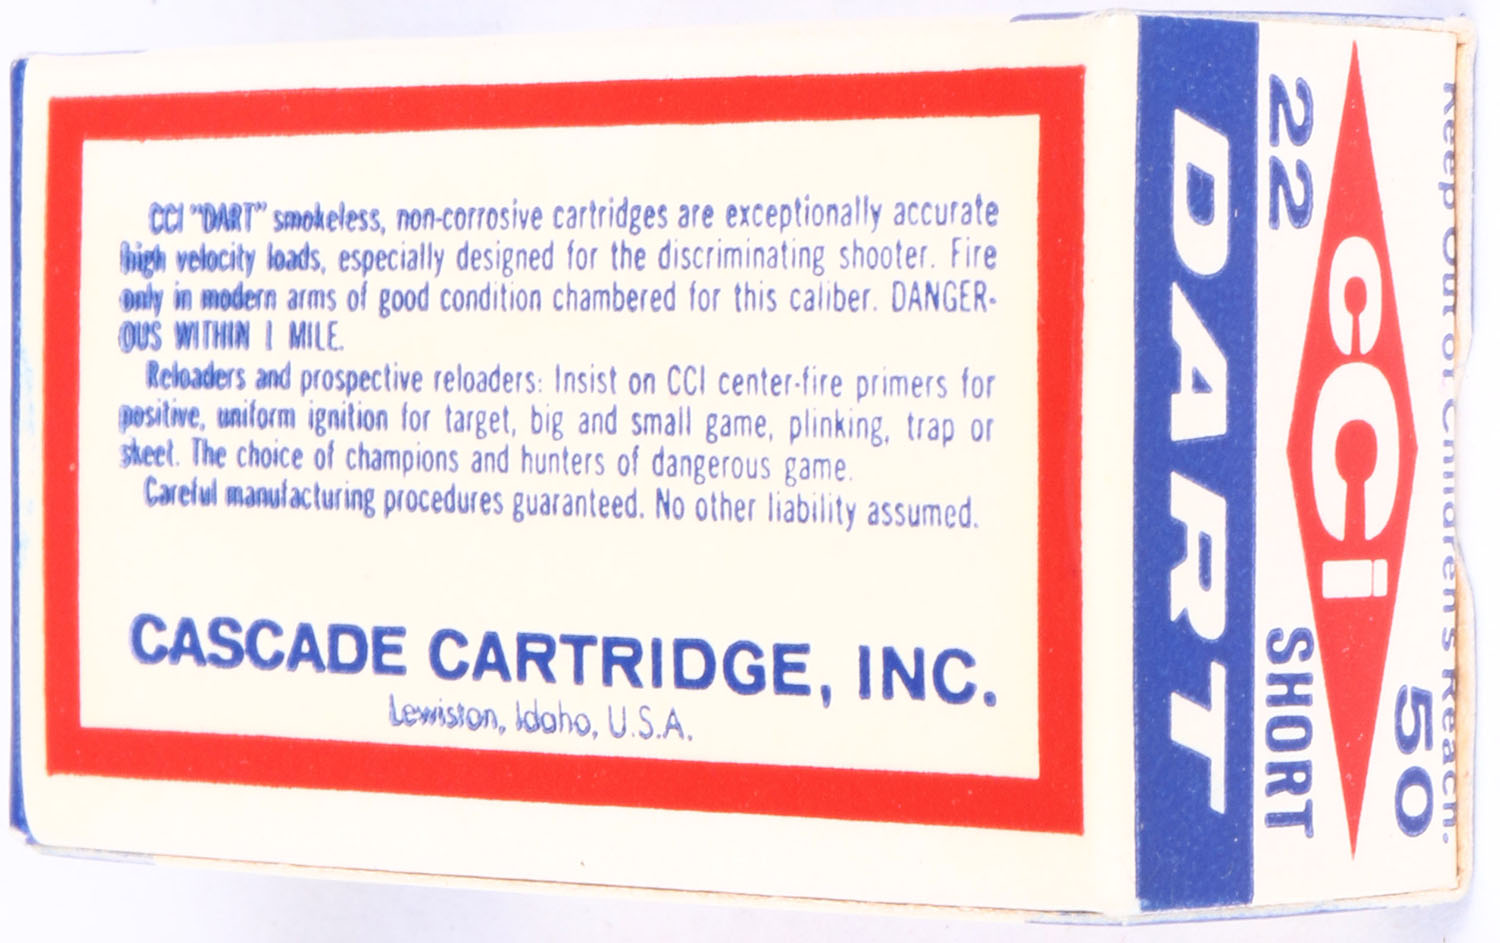 CCI "DART" smokeless, non-corrosive cartridges are exceptionally accurate
high velocity loads, especially designed for the discriminating shooter. Fire
only in modern arms of good condition chambered for this caliber. DANGER-
OUS WITHIN 1 MILE.
Reloaders and prospective reloaders: Insist on CCI center-fire primers for
positive, uniform ignition for target, big and small game, plinking, trap or
skeet. The choice of champions and hunters of dangerous game.
Careful manufacturing procedures guaranteed. No other liability assumed.
CASCADE CARTRIDGE, INC.
Lewiston, Idaho, U.S.A.
Keep Out of Children's Reach.
50
CCi
22 SHORT
DART